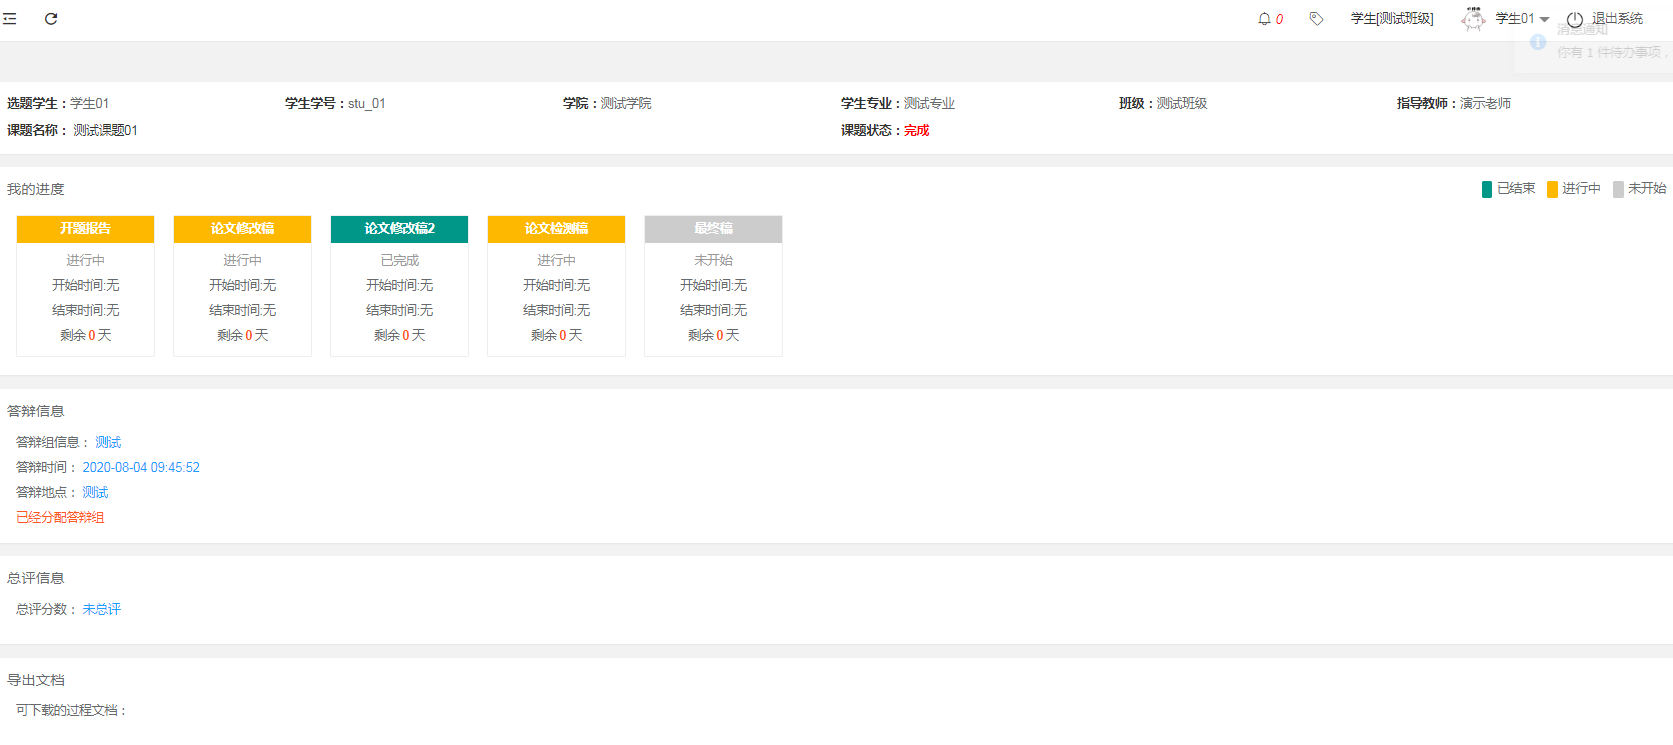 0 学生[测试班级] 学生01 退出系统
消息通知
你有 1 件待办事项，
选题学生：学生01 学生学号：stu_01 学院：测试学院 学生专业：测试专业 班级：测试班级 指导教师：演示老师
课题名称： 测试课题01 课题状态：完成
我的进度 已结束 进行中 未开始
开题报告 论文修改稿 论文修改稿2 论文检测稿 最终稿
进行中 进行中 已完成 进行中 未开始
开始时间:无 开始时间:无 开始时间:无 开始时间:无 开始时间:无
结束时间:无 结束时间:无 结束时间:无 结束时间:无 结束时间:无
剩余 0 天 剩余 0 天 剩余 0 天 剩余 0 天 剩余 0 天
答辩信息
答辩组信息： 测试
答辩时间： 2020-08-04 09:45:52
答辩地点： 测试
已经分配答辩组
总评信息
总评分数： 未总评
导出文档
可下载的过程文档：